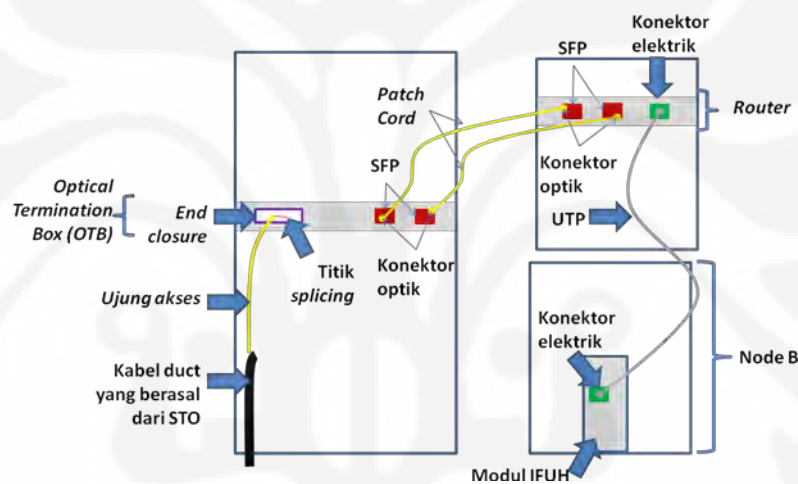 Konektor
elektrik
SFP
Patch
Cord
Router
SFP
Konektor
optik
Optical
Termination
Box (OTB)
End
closure
UTP
Titik
splicing
Konektor
optik
Ujung akses
Konektor
elektrik
Node B
Kabel duct
yang berasal
dari STO
Modul IFUH